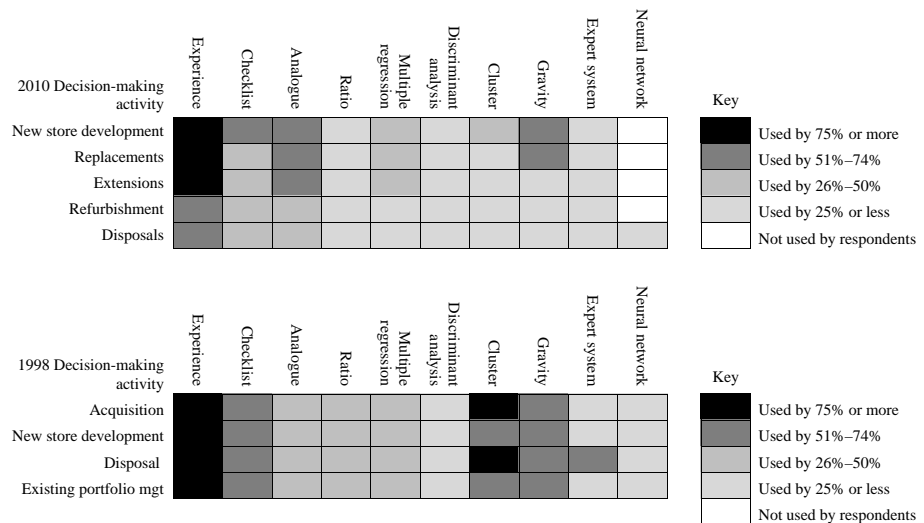 Experience
Checklist
Analogue
Ratio
Multiple
regression
Discriminant
analysis
Cluster
Gravity
Expert system
Neural network
2010 Decision-making
activity
Key
New store development
Replacements
Extensions
Refurbishment
Disposals
Used by 75% or more
Used by 51%–74%
Used by 26%–50%
Used by 25% or less
Not used by respondents
Experience
Checklist
Analogue
Ratio
Multiple
regression
Discriminant
analysis
Cluster
Gravity
Expert system
Neural network
1998 Decision-making
activity
Key
Acquisition
New store development
Disposal
Existing portfolio mgt
Used by 75% or more
Used by 51%–74%
Used by 26%–50%
Used by 25% or less
Not used by respondents